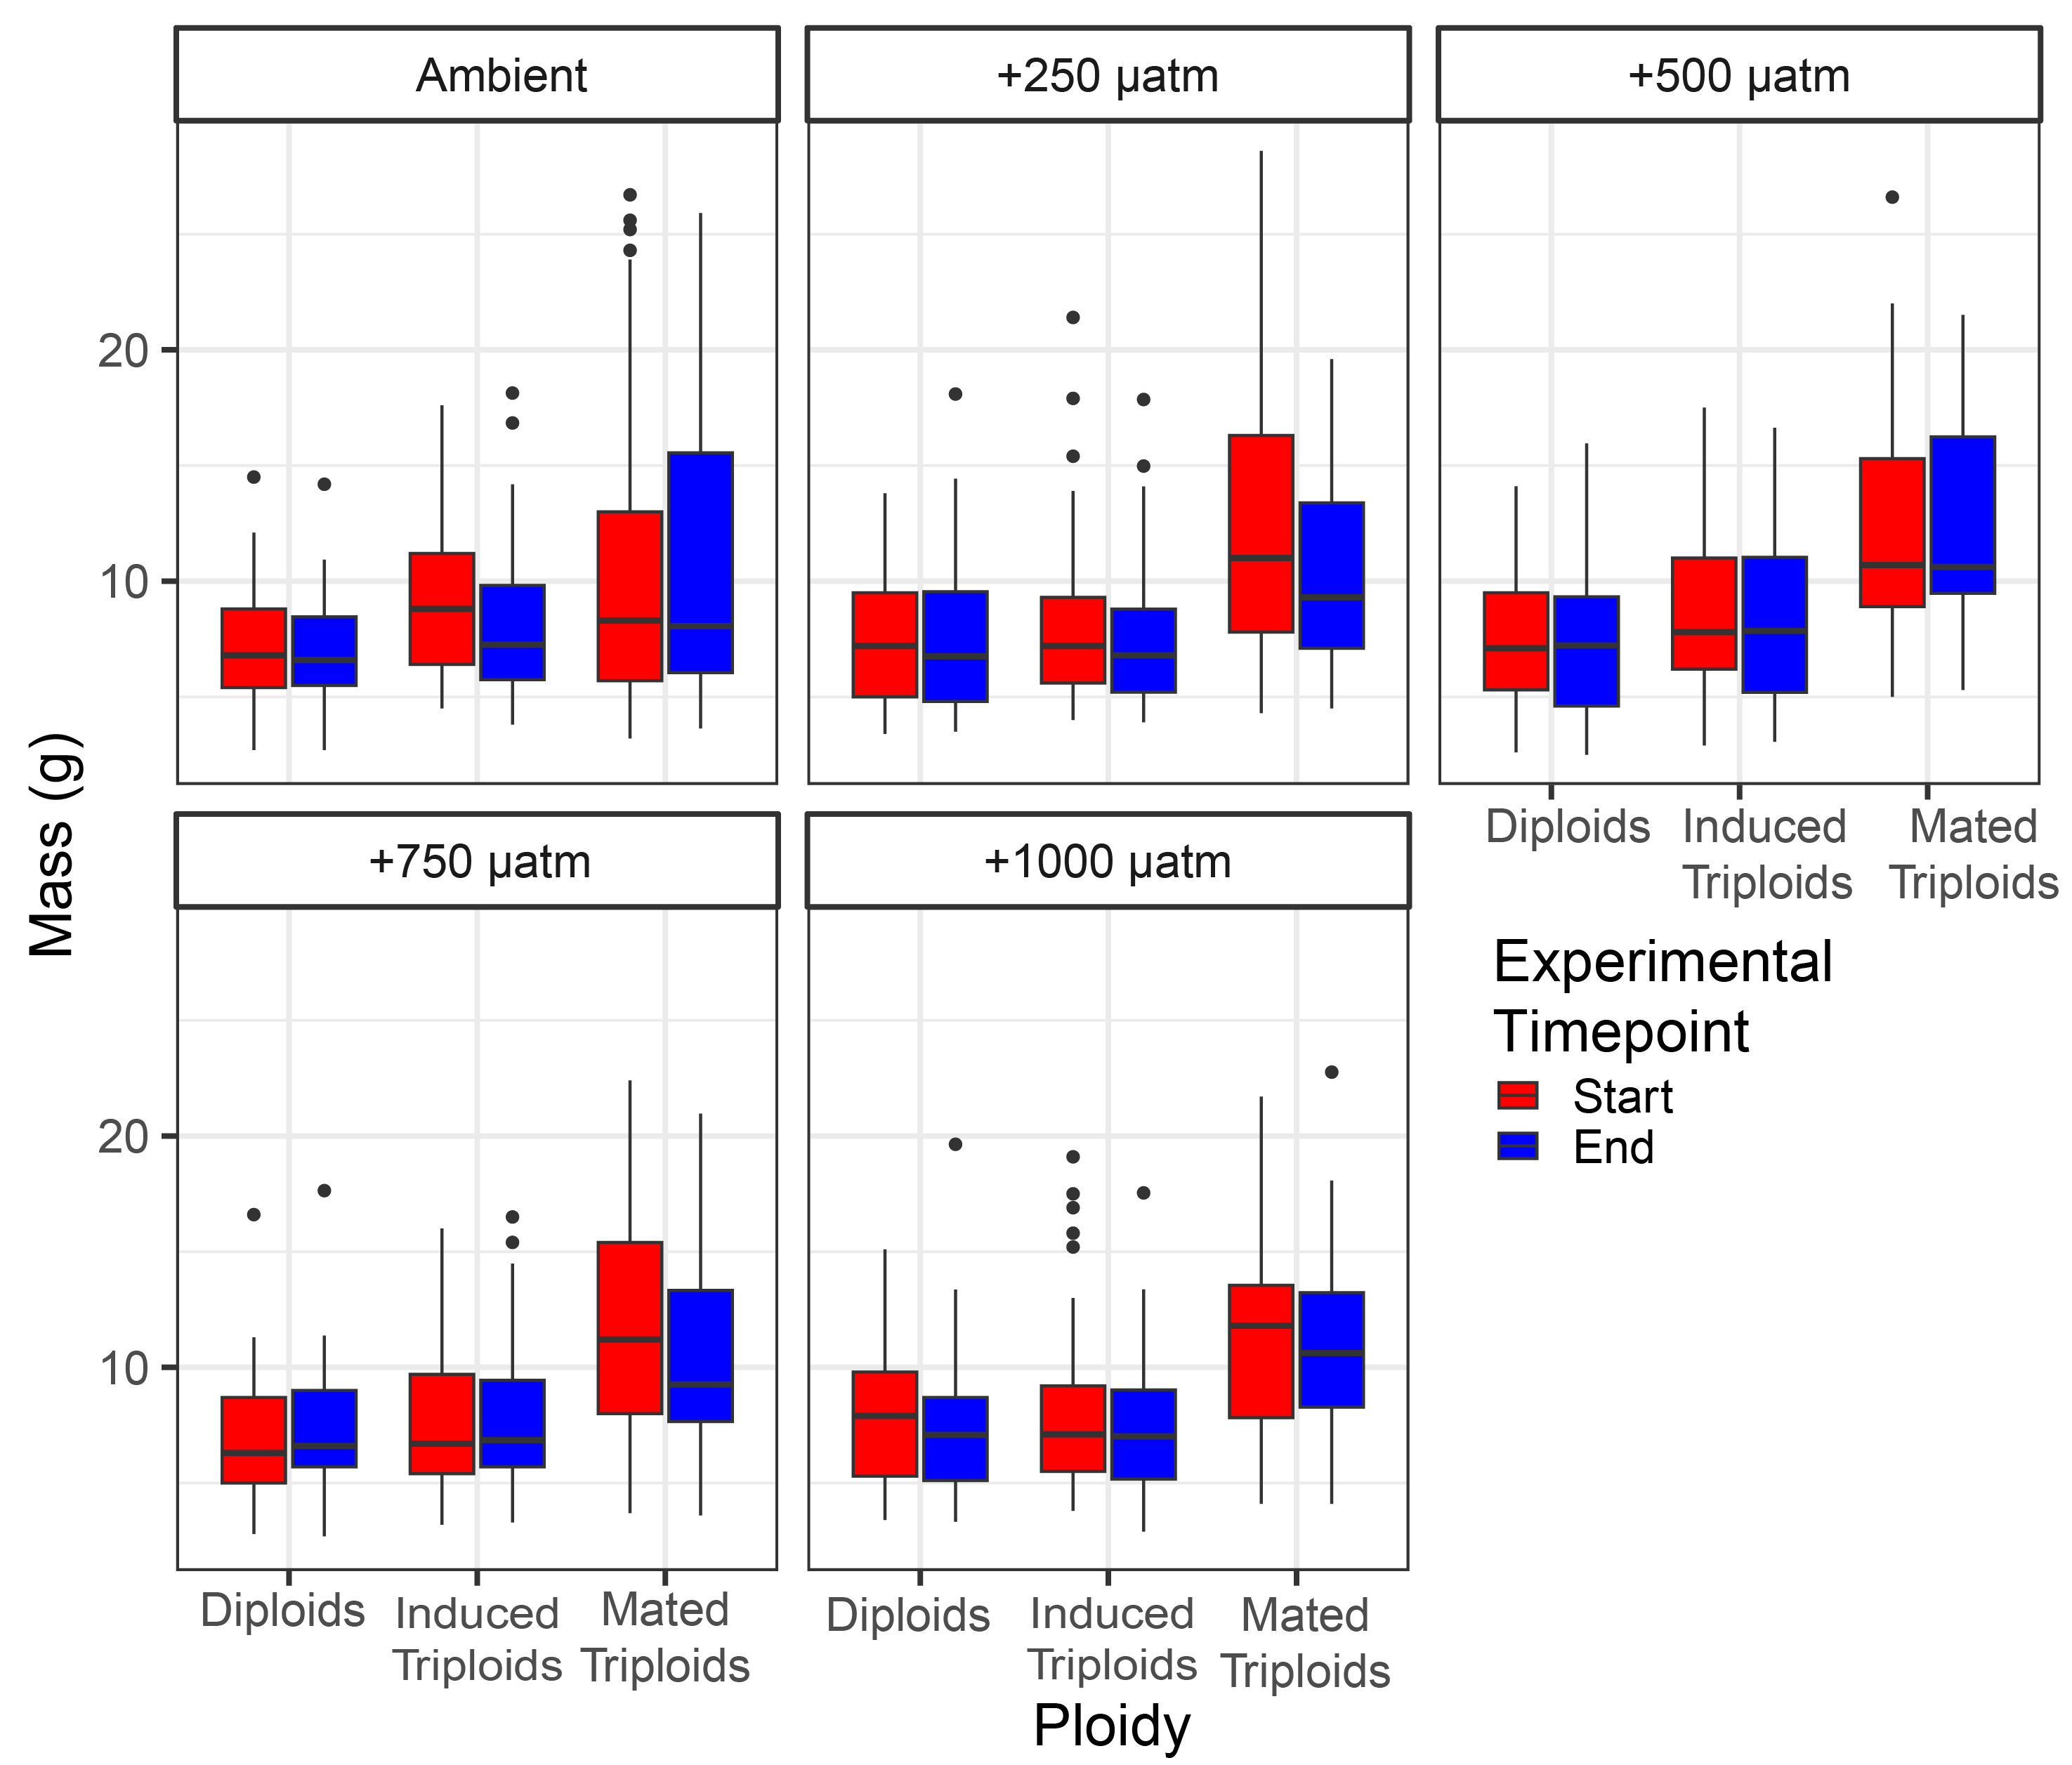 Ambient
+250 µatm
+500 µatm
20
10
Mass (g)
Diploids
Induced
Triploids
Mated
Triploids
+750 µatm
+1000 µatm
Experimental
Timepoint
Start
End
20
10
Diploids
Induced
Triploids
Mated
Triploids
Diploids
Induced
Triploids
Mated
Triploids
Ploidy